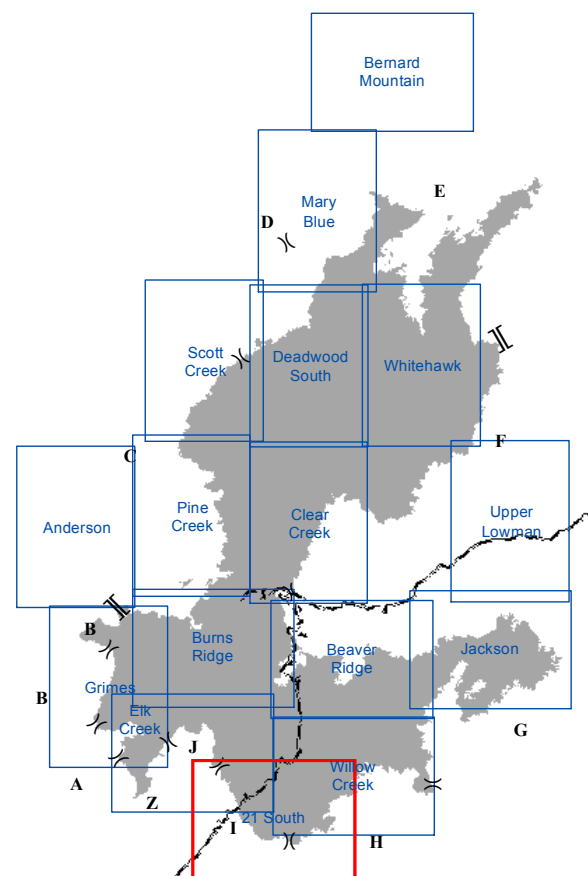 Bernard
Mountain
E
Mary
Blue
D
Scott
Creek
Deadwood
South
Whitehawk
F
C
Pine
Creek
Anderson
Clear
Creek
Upper
Lowman
B
Burns
Ridge
Beaver
Ridge
Jackson
B
Grimes
Elk
Creek
G
J
A
Z
Willow
Creek
I
21 South
H